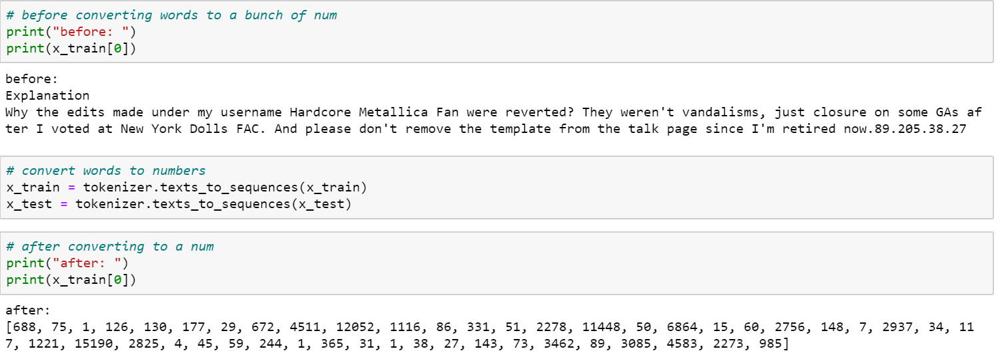 # before converting words to a bunch of num
print("before: ")
print(x_train[0])
before:
Explanation
Why the edits made under my username Hardcore Metallica Fan were reverted? They weren't vandalisms, just closure on some GAs af
ter I voted at New York Dolls FAC. And please don't remove the template from the talk page since I'm retired now.89.205.38.27
# convert words to numbers
x_train = tokenizer.texts_to_sequences(x_train)
x_test = tokenizer.texts_to_sequences(x_test)
# after converting to a num
print("after: ")
print(x_train[0])
after:
[688, 75, 1, 126, 130, 177, 29, 672, 4511, 12052, 1116, 86, 331, 51, 2278, 11448, 50, 6864, 15, 60, 2756, 148, 7, 2937, 34, 11
7, 1221, 15190, 2825, 4, 45, 59, 244, 1, 365, 31, 1, 38, 27, 143, 73, 3462, 89, 3085, 4583, 2273, 985]